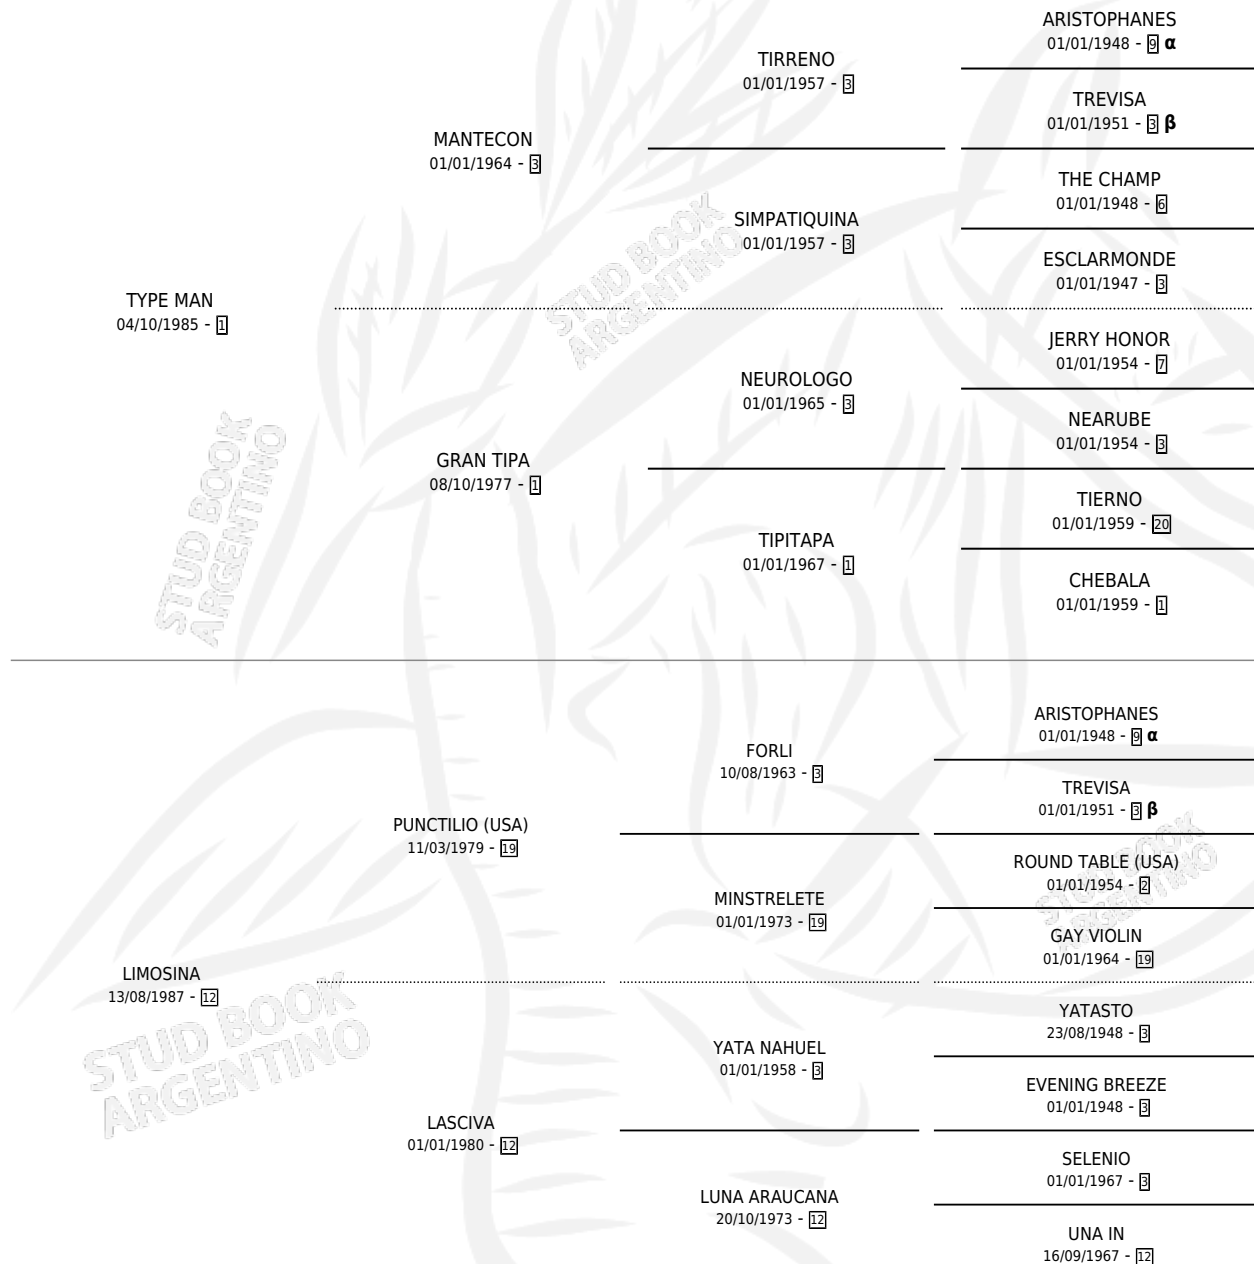 ARISTOPHANES
01/01/1948 - 9 α
TIRRENO
01/01/1957 - 3
TREVISA
01/01/1951 - 3 β
MANTECON
01/01/1964 - 3
THE CHAMP
01/01/1948 - 6
SIMPATIQUINA
01/01/1957 - 3
ESCLARMONDE
01/01/1947 - 3
TYPE MAN
04/10/1985 - 1
JERRY HONOR
01/01/1954 - 7
NEUROLOGO
01/01/1965 - 3
NEARUBE
01/01/1954 - 3
GRAN TIPA
08/10/1977 - 1
TIERNO
01/01/1959 - 20
TIPITAPA
01/01/1967 - 1
CHEBALA
01/01/1959 - 1
ARISTOPHANES
01/01/1948 - 9 α
FORLI
10/08/1963 - 3
TREVISA
01/01/1951 - 3 β
PUNCTILIO (USA)
11/03/1979 - 19
ROUND TABLE (USA)
01/01/1954 - 2
MINSTRELETE
01/01/1973 - 19
GAY VIOLIN
01/01/1964 - 19
LIMOSINA
13/08/1987 - 12
YATASTO
23/08/1948 - 3
YATA NAHUEL
01/01/1958 - 3
EVENING BREEZE
01/01/1948 - 3
LASCIVA
01/01/1980 - 12
SELENIO
01/01/1967 - 3
LUNA ARAUCANA
20/10/1973 - 12
UNA IN
16/09/1967 - 12
STUD BOOK
ARGENTINO
STUD BOOK
ARGENTINO
STUD BOOK
ARGENTINO
STUD BOOK
ARGENTINO